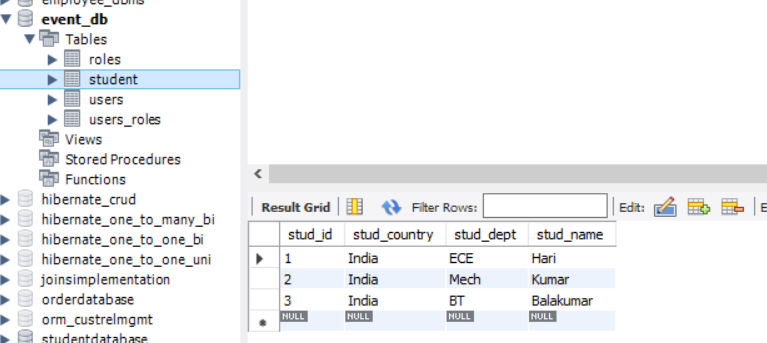 employee_dbms
event_db
Tables
roles
student
users
users_roles
Views
Stored Procedures
Functions
hibernate_crud
hibernate_one_to_many_bi
hibernate_one_to_one_bi
hibernate_one_to_one_uni
joinsimplementation
orderdatabase
orm_custrelmgmt
studentdatabase
Result Grid Filter Rows: Edit: E
stud_id stud_country stud_dept stud_name
1 India ECE Hari
2 India Mech Kumar
3 India BT Balakumar
NULL NULL NULL NULL